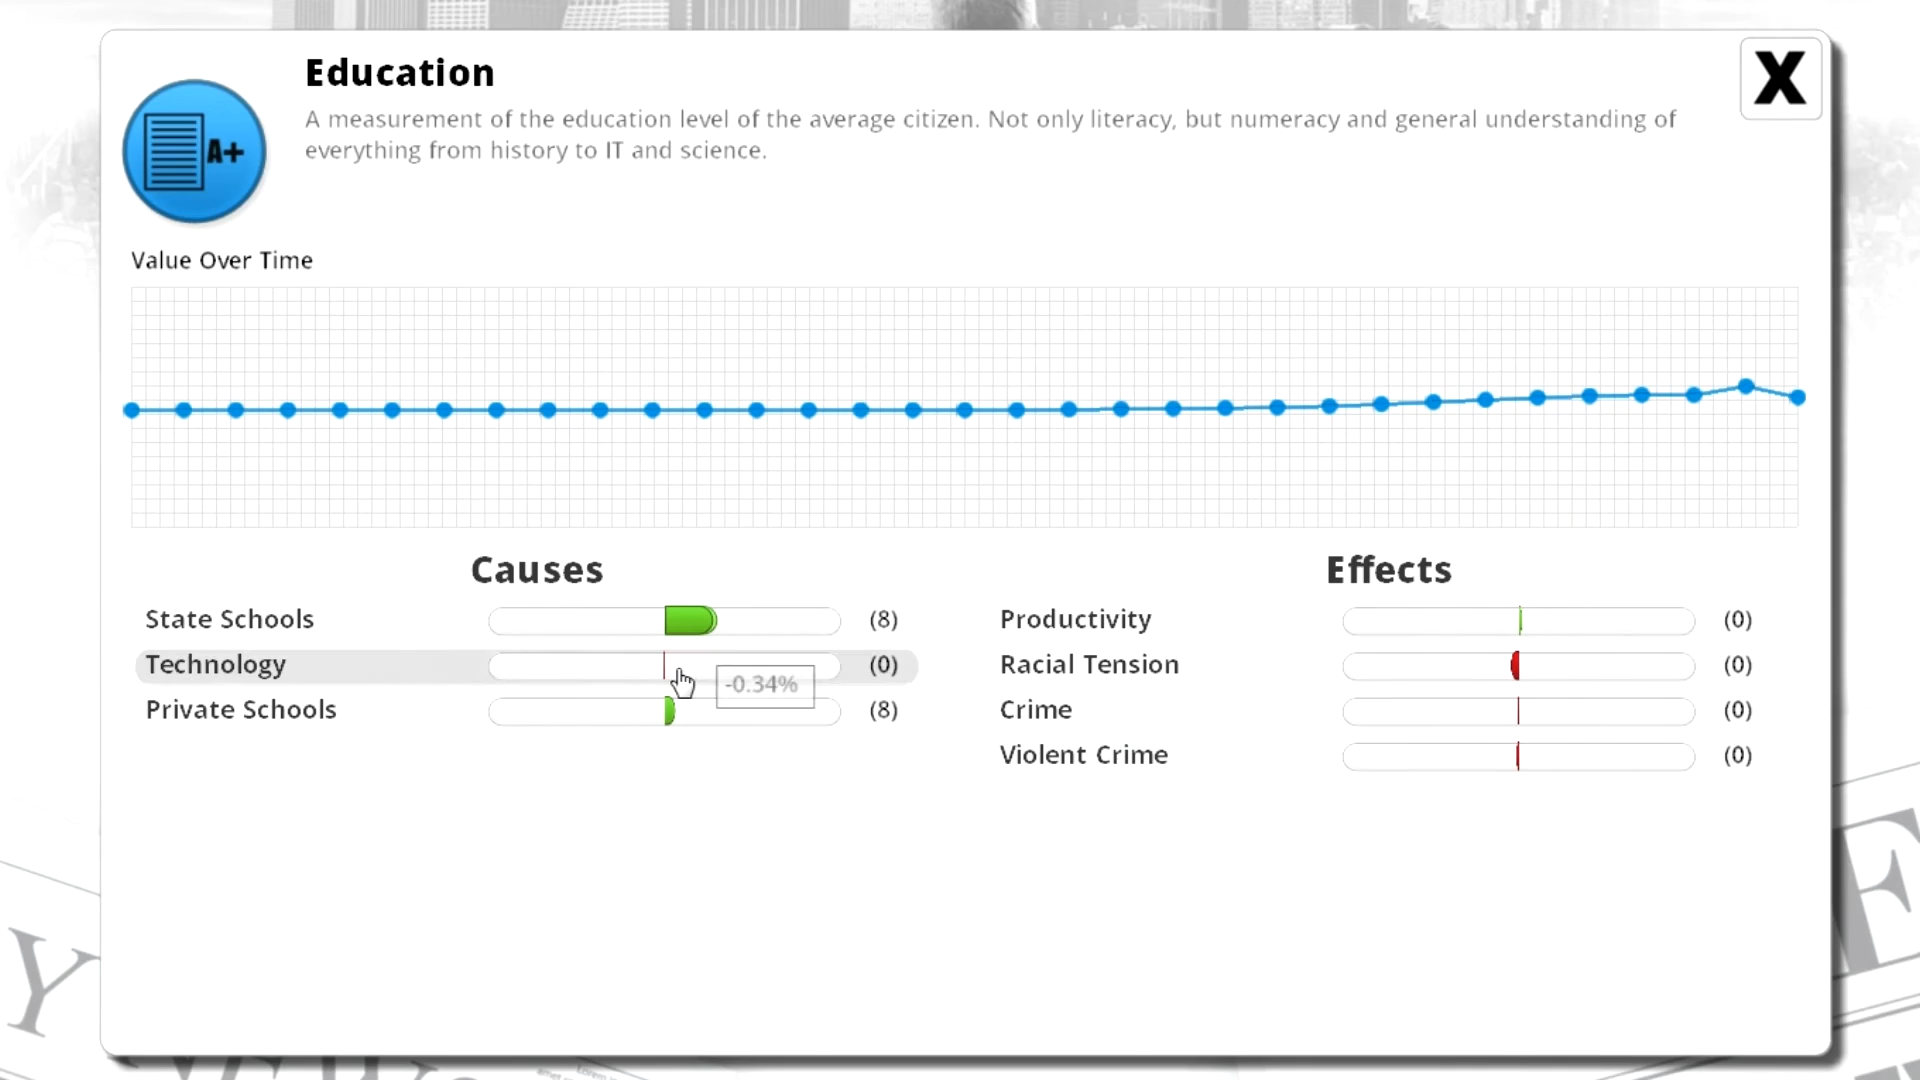 Education
X
A measurement of the education level of the average citizen. Not only literacy, but numeracy and general understanding of
everything from history to IT and science.
A+
Value Over Time
Causes
State Schools (8)
Technology (0)
-0.34%
Private Schools (8)
Effects
Productivity (0)
Racial Tension (0)
Crime (0)
Violent Crime (0)